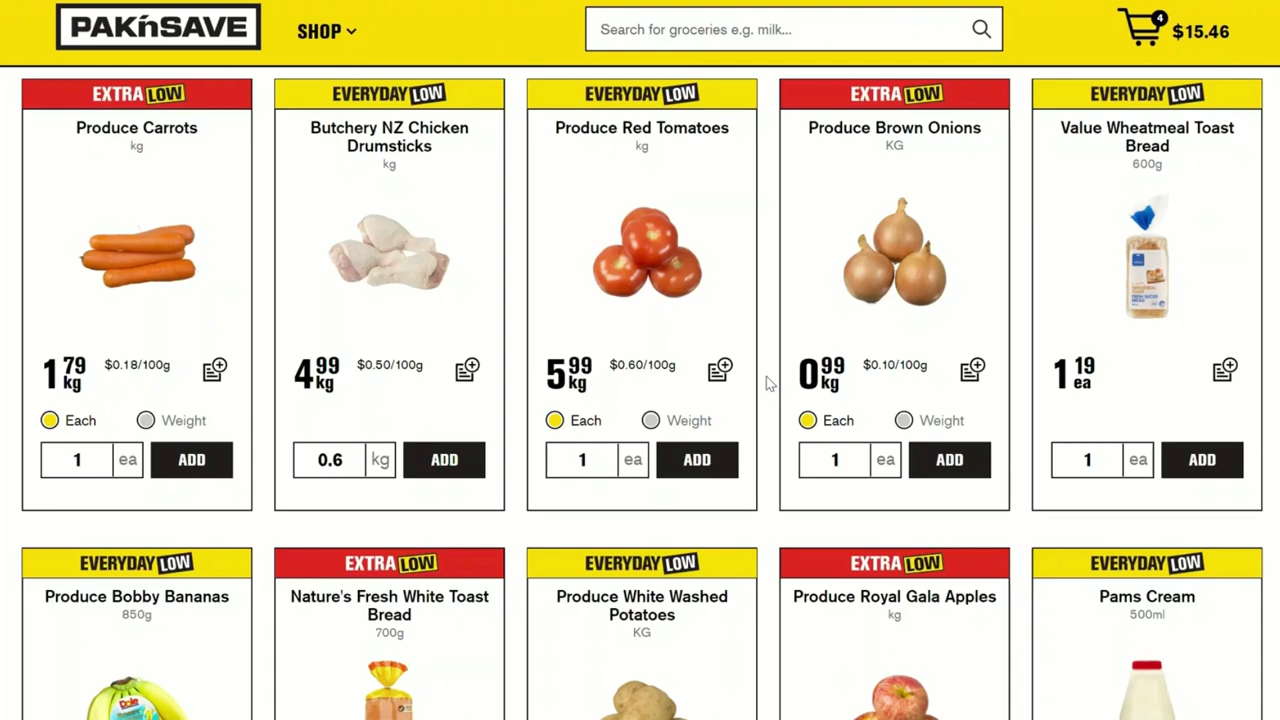 PAK'nSAVE
SHOP
Search for groceries e.g. milk...
4
$15.46
EXTRA LOW
Produce Carrots
kg
1 79 kg
$0.18/100g
Each
Weight
1
ea
ADD
EVERYDAY LOW
Butchery NZ Chicken
Drumsticks
kg
4 99 kg
$0.50/100g
0.6
kg
ADD
EVERYDAY LOW
Produce Red Tomatoes
kg
5 99 kg
$0.60/100g
Each
Weight
1
ea
ADD
EXTRA LOW
Produce Brown Onions
KG
0 99 kg
$0.10/100g
Each
Weight
1
ea
ADD
EVERYDAY LOW
Value Wheatmeal Toast
Bread
600g
1 19 ea
1
ea
ADD
EVERYDAY LOW
Produce Bobby Bananas
850g
Dole
EXTRA LOW
Nature's Fresh White Toast
Bread
700g
EVERYDAY LOW
Produce White Washed
Potatoes
KG
EXTRA LOW
Produce Royal Gala Apples
kg
EVERYDAY LOW
Pams Cream
500ml